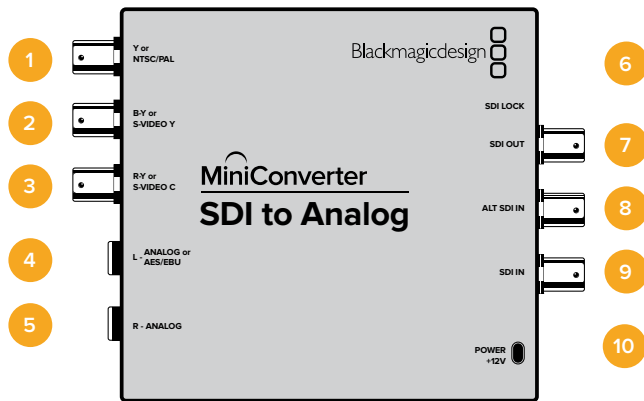 1
Y or
NTSC/PAL
2
B-Y or
S-VIDEO Y
3
R-Y or
S-VIDEO C
4
L - ANALOG or
AES/EBU
5
R - ANALOG
Blackmagicdesign
MiniConverter
SDI to Analog
6
SDI LOCK
SDI OUT
7
ALT SDI IN
8
SDI IN
9
POWER
+12V
10